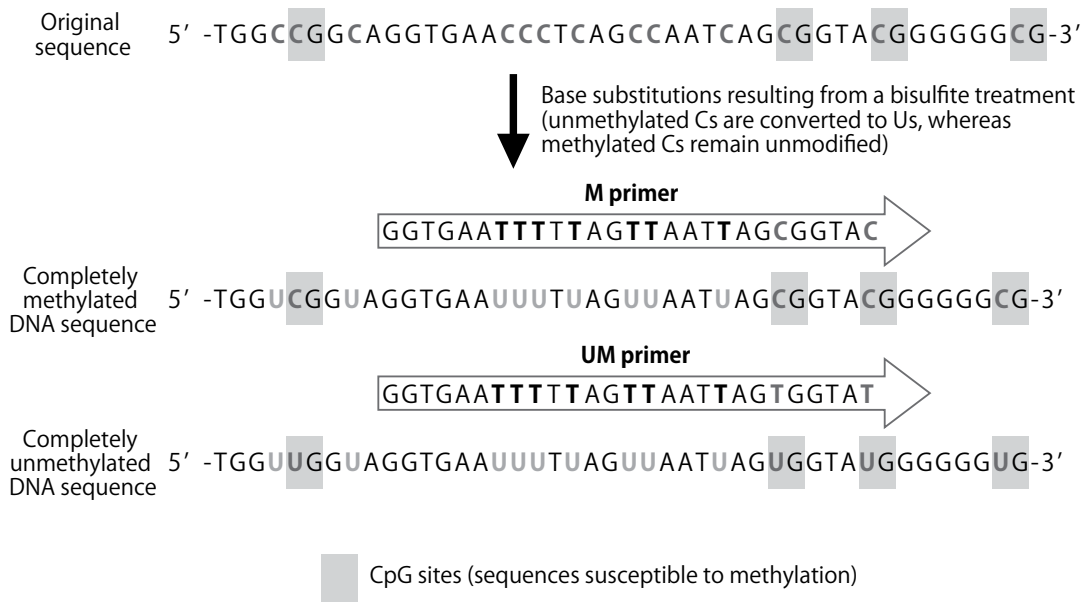 Original
sequence
5’ -TGGCCGGCAGGTGAACCCTCAGCCAATCAGCGGTACGGGGGGCG-3’
Base substitutions resulting from a bisulfite treatment
(unmethylated Cs are converted to Us, whereas
methylated Cs remain unmodified)
M primer
GGTGAATTTTTAGTTAATTAGCGGTAC
Completely
methylated
DNA sequence
5’ -TGGUCGGUAGGTGAAUUUTUAGUUAAUUAGCGGTACGGGGGGCG-3’
UM primer
GGTGAATTTTTAGTTAATTAGTGGTAT
Completely
unmethylated
DNA sequence
5’ -TGGUUGGUAGGTGAAUUUTUAGUUAATUAGUGGTAUGGGGGGUG-3’
CpG sites (sequences susceptible to methylation)